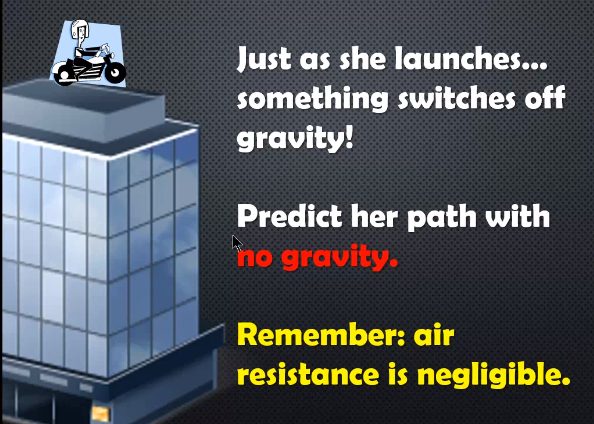 Just as she launches...
something switches off
gravity!
Predict her path with
no gravity.
Remember: air
resistance is negligible.